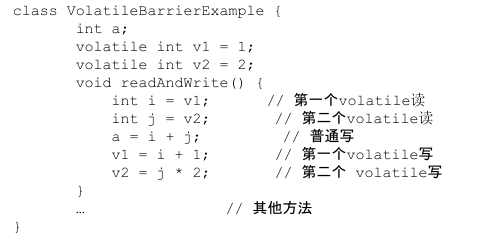 class VolatileBarrierExample {
int a;
volatile int v1 = 1;
volatile int v2 = 2;
void readAndWrite() {
int i = v1; // 第一个volatile读
int j = v2; // 第二个volatile读
a = i + j; // 普通写
v1 = i + 1; // 第一个volatile写
v2 = j * 2; // 第二个 volatile写
}
… // 其他方法
}